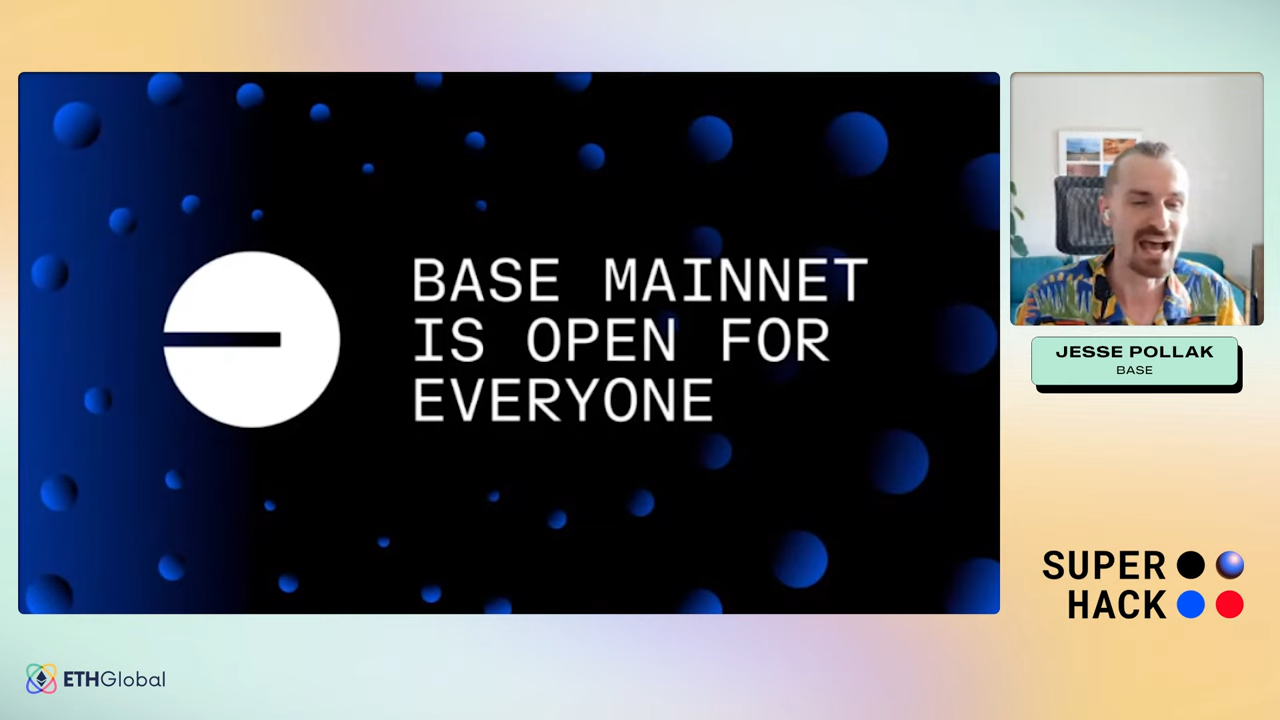 BASE MAINNET
IS OPEN FOR
EVERYONE
JESSE POLLAK
BASE
SUPER
HACK
ETHGlobal